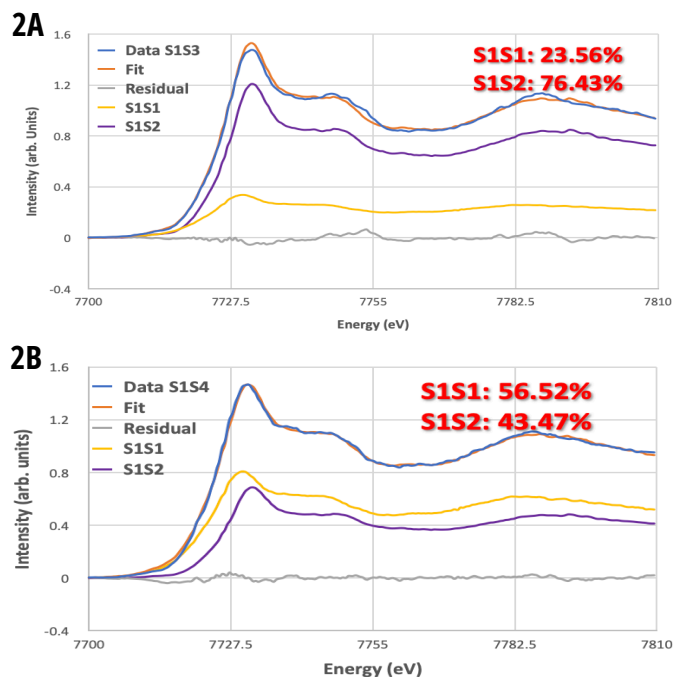 2A
1.6
Data S1S3
Fit
Residual
S1S1
S1S2
S1S1: 23.56%
S1S2: 76.43%
1.2
0.8
0.4
0
-0.4
Intensity (arb. Units)
7700
7727.5
7755
7782.5
7810
Energy (eV)
2B
1.6
Data S1S4
Fit
Residual
S1S1
S1S2
S1S1: 56.52%
S1S2: 43.47%
1.2
0.8
0.4
0
-0.4
Intensity (arb. units)
7700
7727.5
7755
7782.5
7810
Energy (eV)